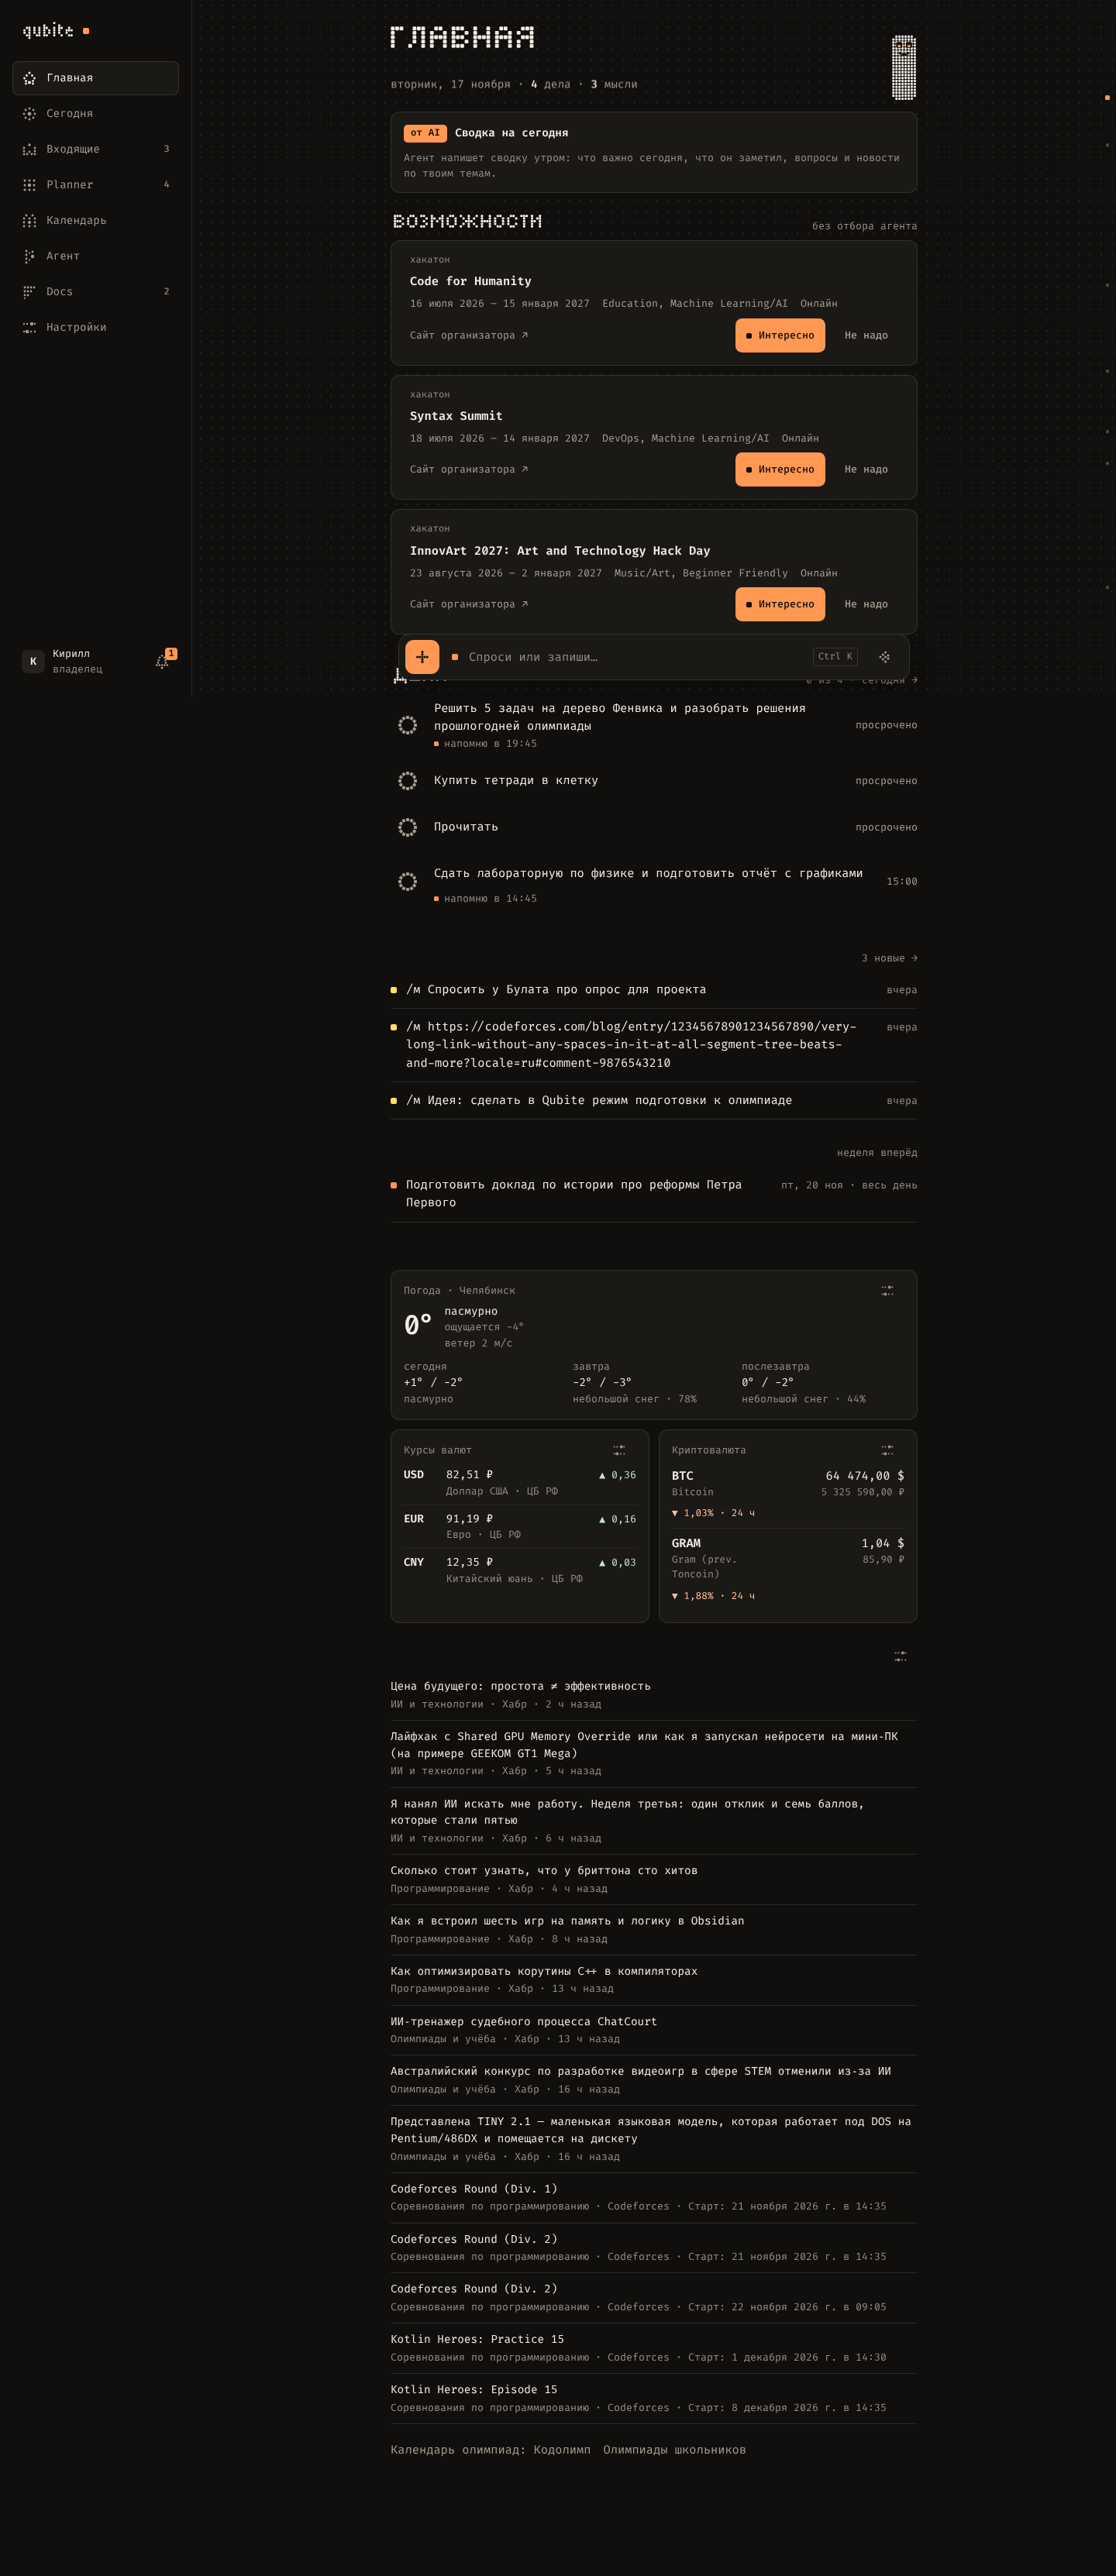 qubite
Главная
Сегодня
Входящие 3
Planner 4
Календарь
Агент
Docs 2
Настройки
К
Кирилл
владелец
1
ГЛАВНАЯ
вторник, 17 ноября · 4 дела · 3 мысли
от AI Сводка на сегодня
Агент напишет сводку утром: что важно сегодня, что он заметил, вопросы и новости
по твоим темам.
ВОЗМОЖНОСТИ
без отбора агента
хакатон
Code for Humanity
16 июля 2026 — 15 января 2027 Education, Machine Learning/AI Онлайн
Сайт организатора ↗ Интересно Не надо
хакатон
Syntax Summit
18 июля 2026 — 14 января 2027 DevOps, Machine Learning/AI Онлайн
Сайт организатора ↗ Интересно Не надо
хакатон
InnovArt 2027: Art and Technology Hack Day
23 августа 2026 — 2 января 2027 Music/Art, Beginner Friendly Онлайн
Сайт организатора ↗ Интересно Не надо
Спроси или запиши… Ctrl K
Решить 5 задач на дерево Фенвика и разобрать решения
прошлогодней олимпиады
просрочено
напомню в 19:45
Купить тетради в клетку просрочено
Прочитать просрочено
Сдать лабораторную по физике и подготовить отчёт с графиками
15:00
напомню в 14:45
3 новые →
/м Спросить у Булата про опрос для проекта вчера
/м https://codeforces.com/blog/entry/12345678901234567890/very- вчера
long-link-without-any-spaces-in-it-at-all-segment-tree-beats-
and-more?locale=ru#comment-9876543210
/м Идея: сделать в Qubite режим подготовки к олимпиаде вчера
неделя вперёд
Подготовить доклад по истории про реформы Петра пт, 20 ноя · весь день
Первого
Погода · Челябинск
0°
пасмурно
ощущается -4°
ветер 2 м/с
сегодня завтра послезавтра
+1° / -2° -2° / -3° 0° / -2°
пасмурно небольшой снег · 78% небольшой снег · 44%
Курсы валют
USD 82,51 ₽ ▲ 0,36
Доллар США · ЦБ РФ
EUR 91,19 ₽ ▲ 0,16
Евро · ЦБ РФ
CNY 12,35 ₽ ▲ 0,03
Китайский юань · ЦБ РФ
Криптовалюта
BTC 64 474,00 $
Bitcoin 5 325 590,00 ₽
▼ 1,03% · 24 ч
GRAM 1,04 $
Gram (prev. 85,90 ₽
Toncoin)
▼ 1,88% · 24 ч
Цена будущего: простота ≠ эффективность
ИИ и технологии · Хабр · 2 ч назад
Лайфхак с Shared GPU Memory Override или как я запускал нейросети на мини-ПК
(на примере GEEKOM GT1 Mega)
ИИ и технологии · Хабр · 5 ч назад
Я нанял ИИ искать мне работу. Неделя третья: один отклик и семь баллов,
которые стали пятью
ИИ и технологии · Хабр · 6 ч назад
Сколько стоит узнать, что у бриттона сто хитов
Программирование · Хабр · 4 ч назад
Как я встроил шесть игр на память и логику в Obsidian
Программирование · Хабр · 8 ч назад
Как оптимизировать корутины C++ в компиляторах
Программирование · Хабр · 13 ч назад
ИИ-тренажер судебного процесса ChatCourt
Олимпиады и учёба · Хабр · 13 ч назад
Австралийский конкурс по разработке видеоигр в сфере STEM отменили из-за ИИ
Олимпиады и учёба · Хабр · 16 ч назад
Представлена TINY 2.1 — маленькая языковая модель, которая работает под DOS на
Pentium/486DX и помещается на дискету
Олимпиады и учёба · Хабр · 16 ч назад
Codeforces Round (Div. 1)
Соревнования по программированию · Codeforces · Старт: 21 ноября 2026 г. в 14:35
Codeforces Round (Div. 2)
Соревнования по программированию · Codeforces · Старт: 21 ноября 2026 г. в 14:35
Codeforces Round (Div. 2)
Соревнования по программированию · Codeforces · Старт: 22 ноября 2026 г. в 09:05
Kotlin Heroes: Practice 15
Соревнования по программированию · Codeforces · Старт: 1 декабря 2026 г. в 14:30
Kotlin Heroes: Episode 15
Соревнования по программированию · Codeforces · Старт: 8 декабря 2026 г. в 14:35
Календарь олимпиад: Кодолимп Олимпиады школьников